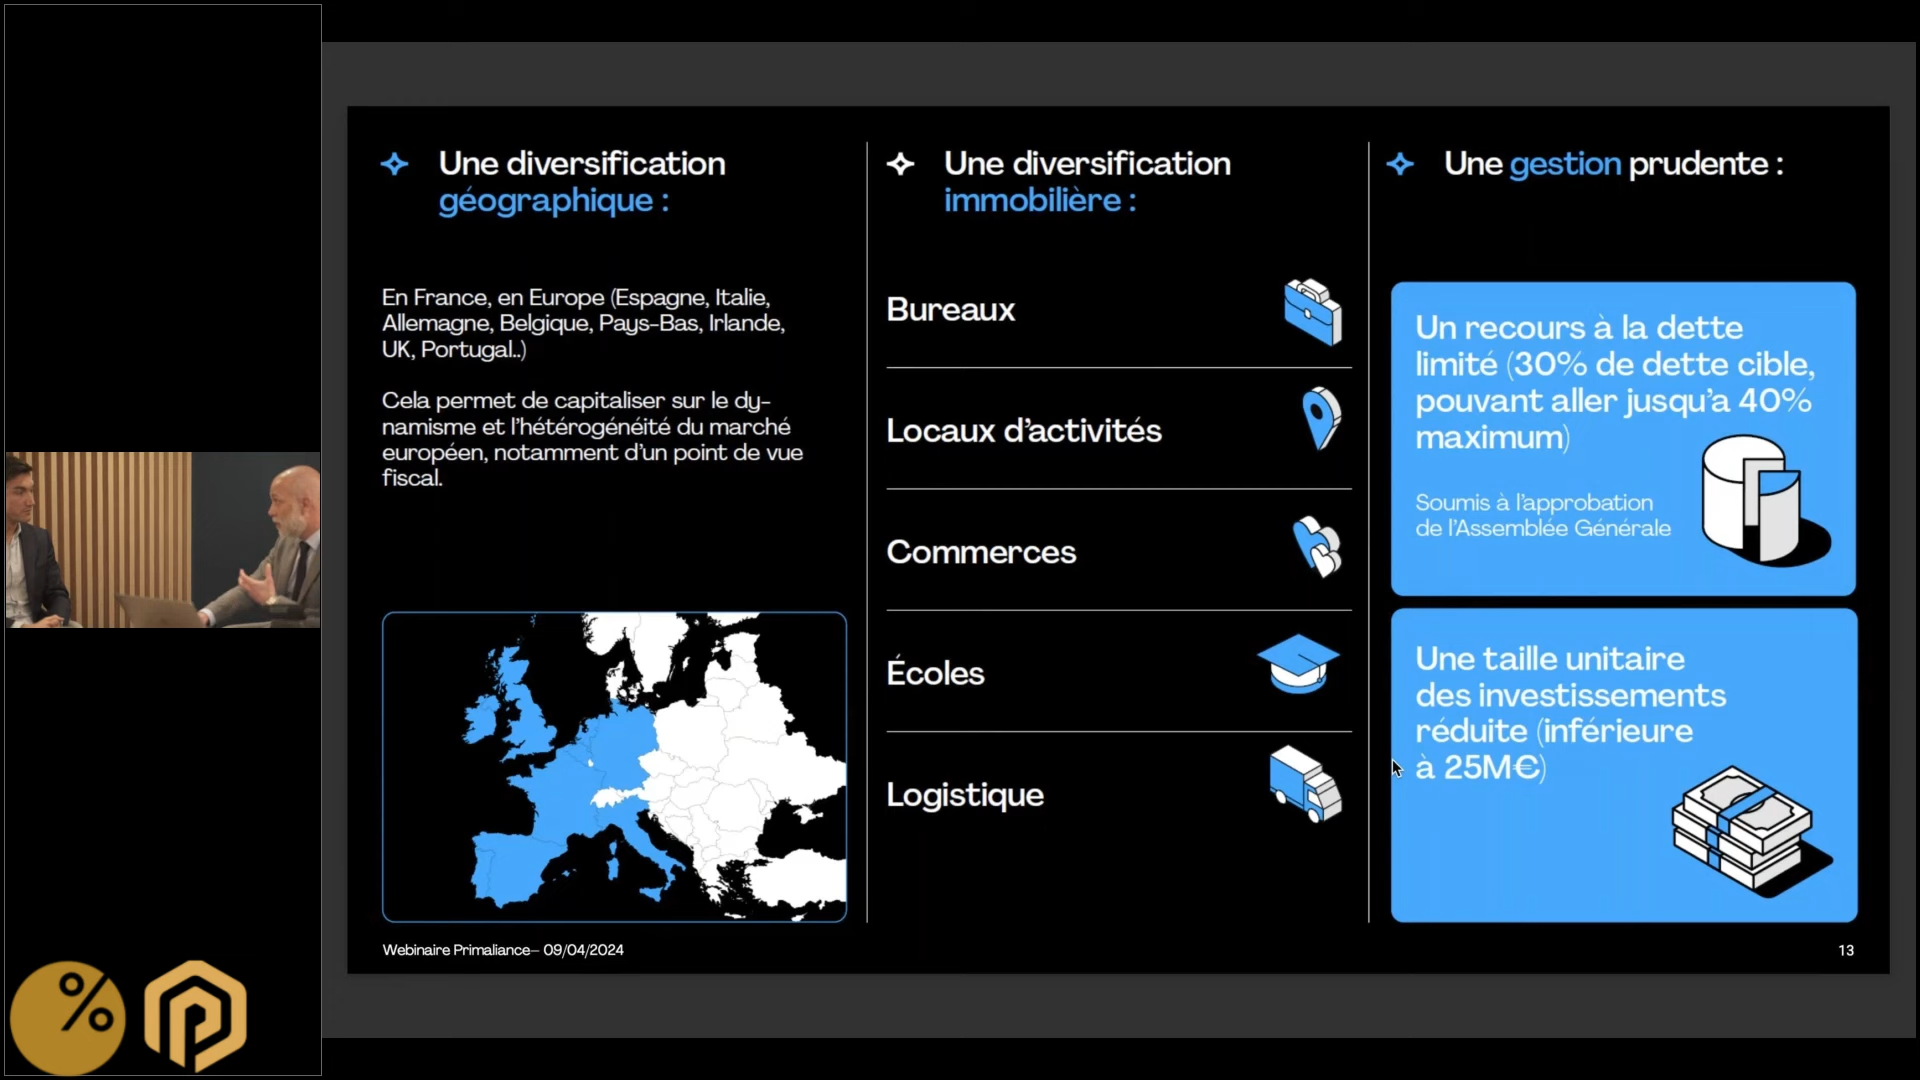 Une diversification
géographique :
En France, en Europe (Espagne, Italie,
Allemagne, Belgique, Pays-Bas, Irlande,
UK, Portugal..)
Cela permet de capitaliser sur le dy-
namisme et l'hétérogénéité du marché
européen, notamment d'un point de vue
fiscal.
Webinaire Primaliance– 09/04/2024
Une diversification
immobilière :
Bureaux
Locaux d'activités
Commerces
Écoles
Logistique
Une gestion prudente :
Un recours à la dette
limité (30% de dette cible,
pouvant aller jusqu'a 40%
maximum)
Soumis à l'approbation
de l'Assemblée Générale
Une taille unitaire
des investissements
réduite (inférieure
à 25M€)
13
%